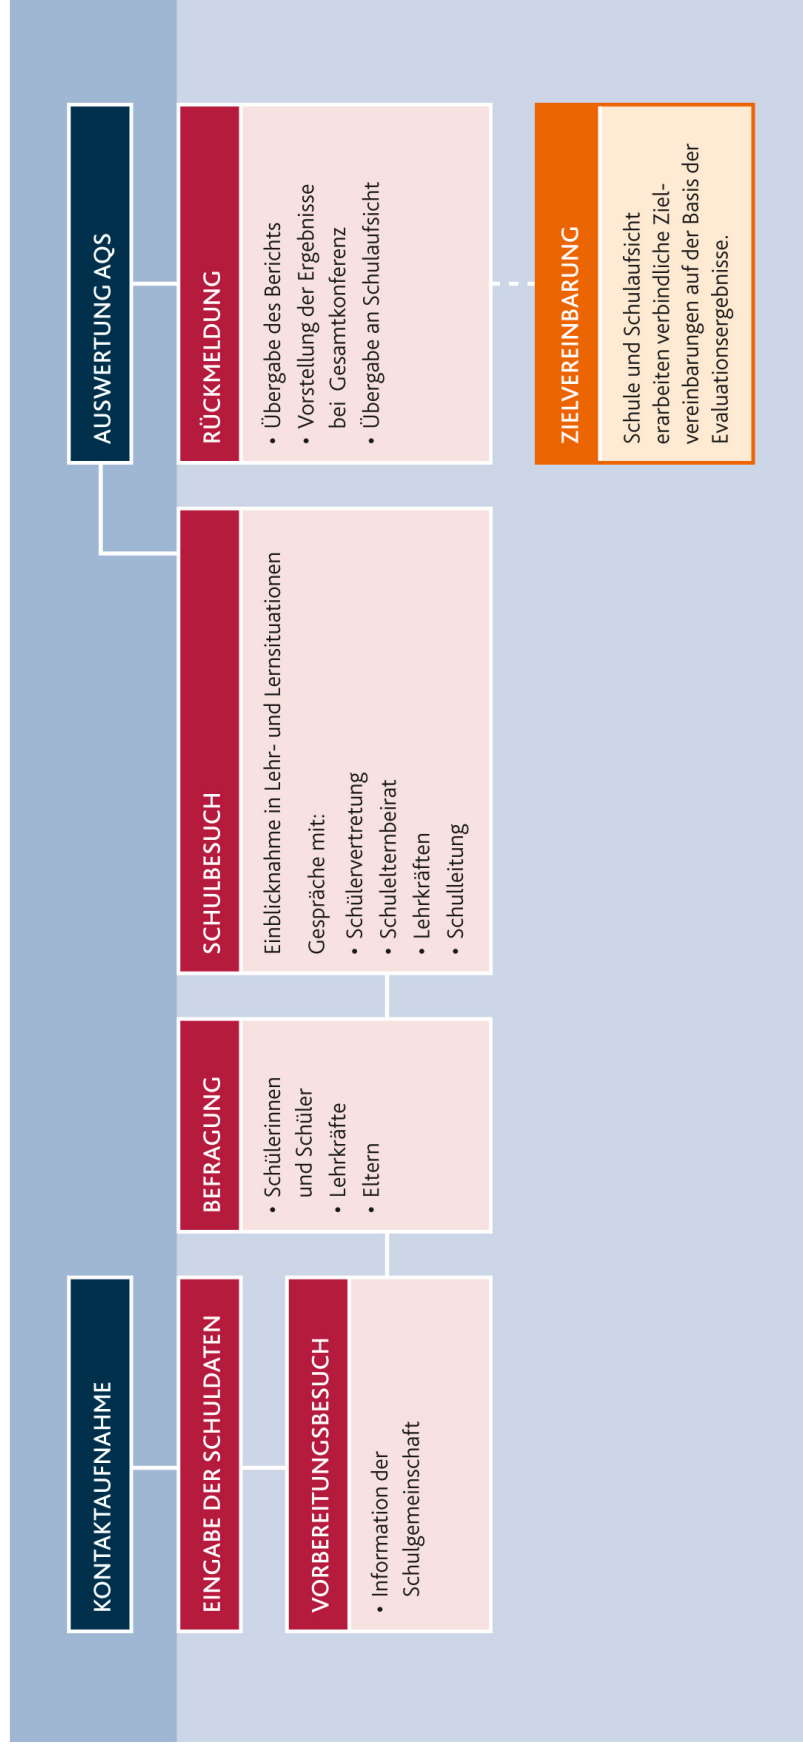 KONTAKTAUFNAHME
EINGABE DER SCHULDATEN
VORBEREITUNGSBESUCH
• Information der
Schulgemeinschaft
BEFRAGUNG
• Schülerinnen
und Schüler
• Lehrkräfte
• Eltern
SCHULBESUCH
Einblicknahme in Lehr- und Lernsituationen
Gespräche mit:
• Schülervertretung
• Schulelternbeirat
• Lehrkräften
• Schulleitung
AUSWERTUNG AQS
RÜCKMELDUNG
• Übergabe des Berichts
• Vorstellung der Ergebnisse
bei Gesamtkonferenz
• Übergabe an Schulaufsicht
ZIELVEREINBARUNG
Schule und Schulaufsicht
erarbeiten verbindliche Ziel-
vereinbarungen auf der Basis der
Evaluationsergebnisse.